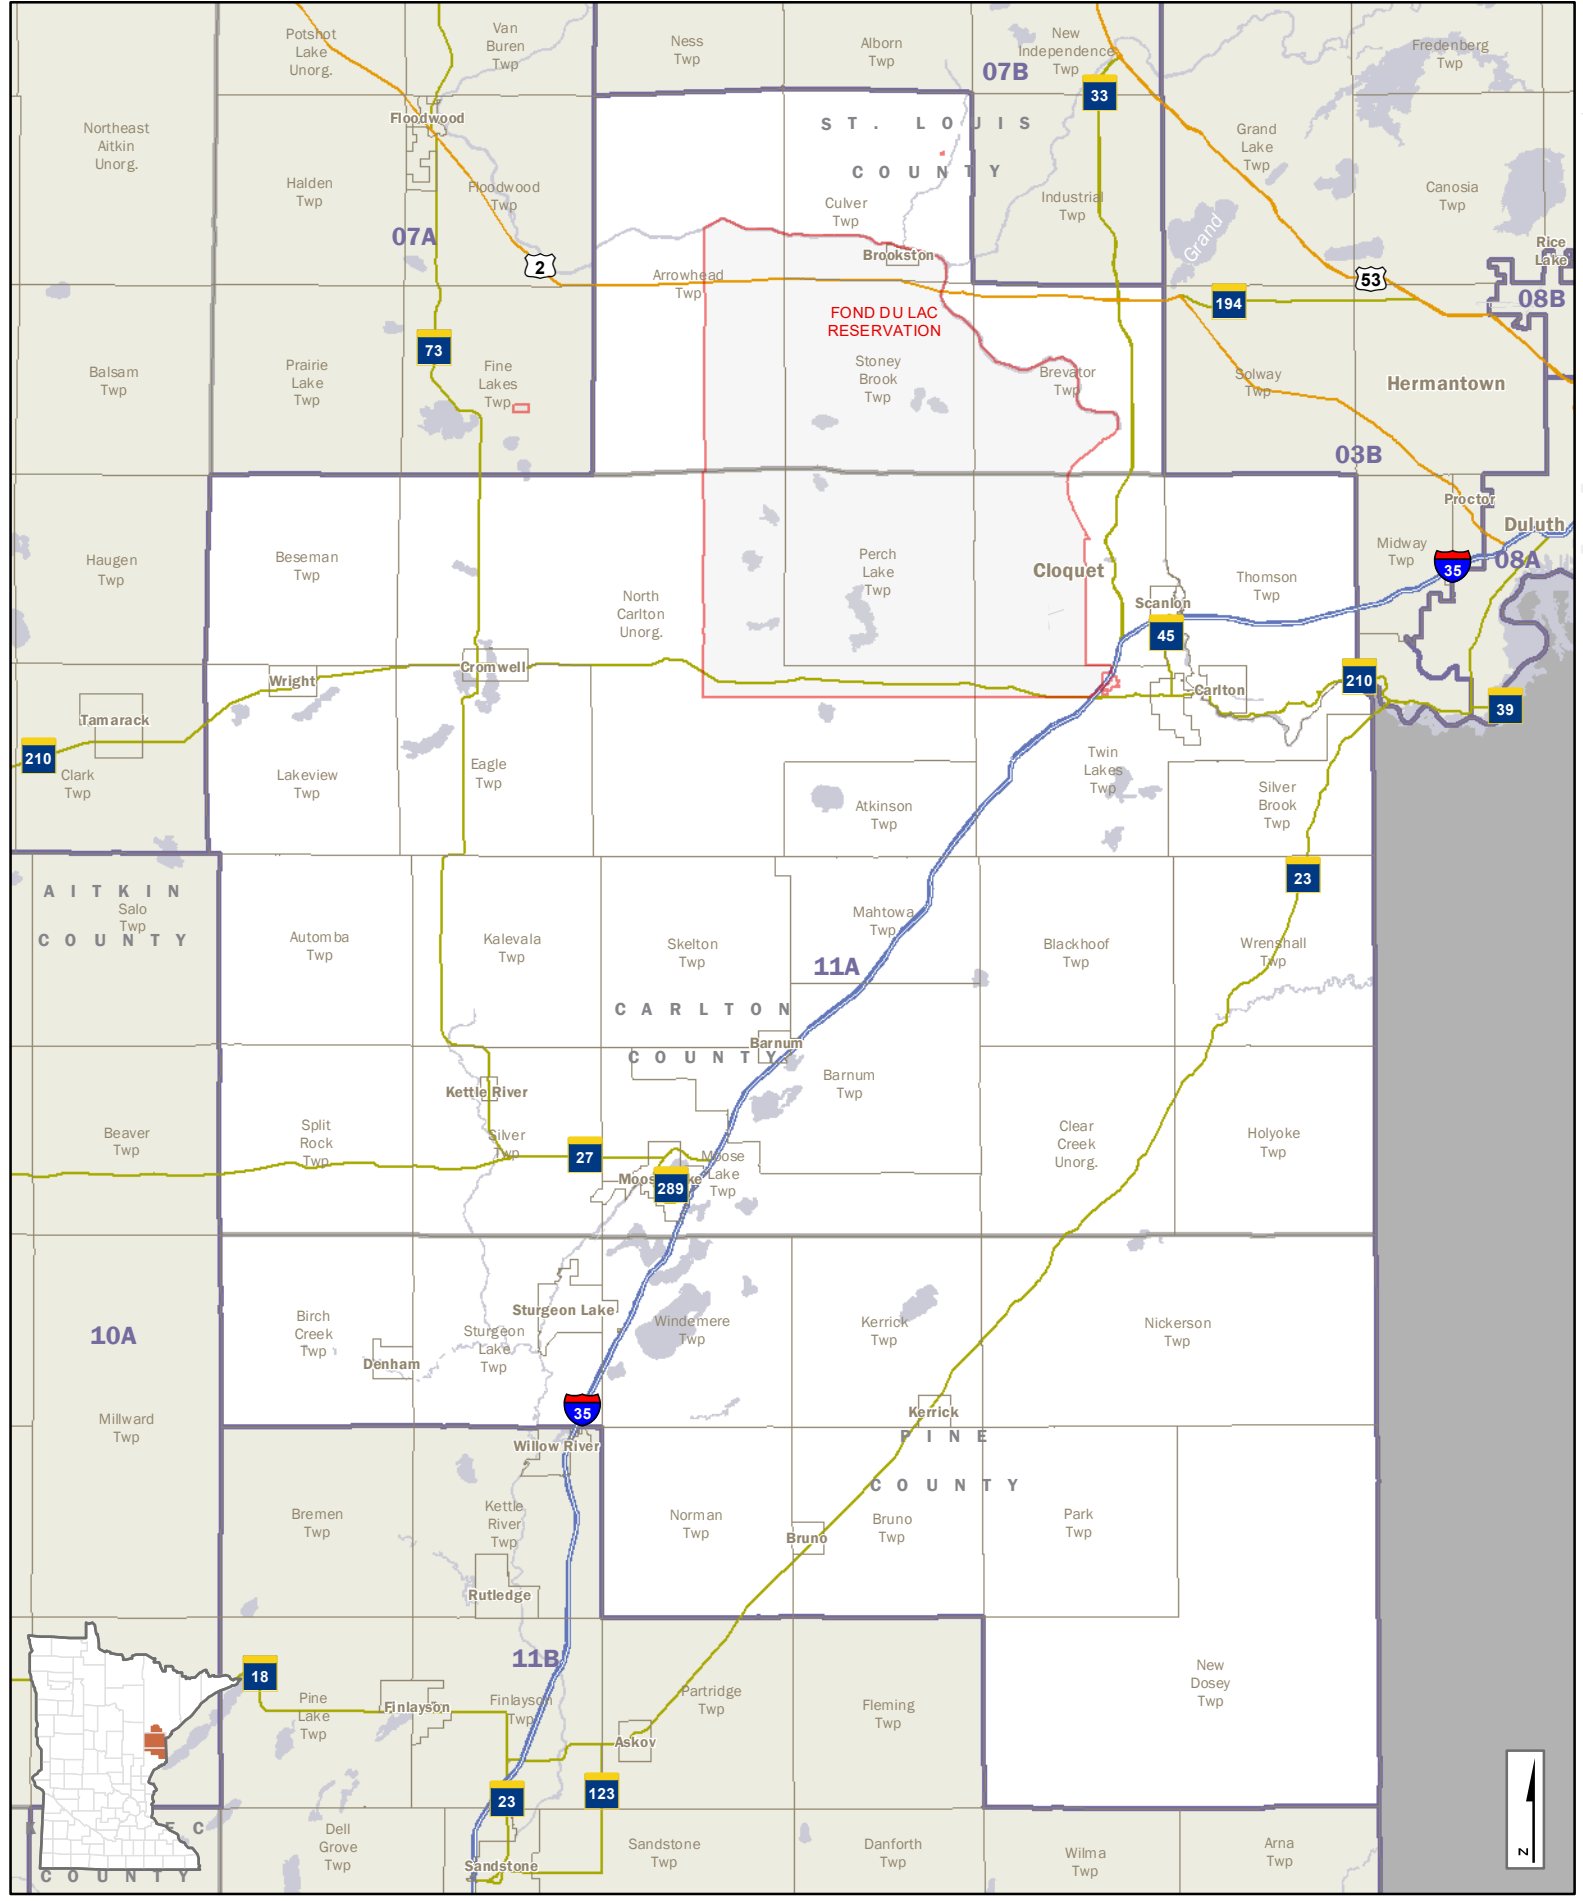 Potshot
Lake
Unorg.
Van
Buren
Twp
Ness
Twp
Alborn
Twp
New
Independence
Twp
07B
33
Fredenberg
Twp
Northeast
Aitkin
Unorg.
Floodwood
ST. LOUIS
COUNTY
Grand
Lake
Twp
Halden
Twp
Floodwood
Twp
Culver
Twp
Industrial
Twp
Canosia
Twp
07A
2
Brookston
Grand
Rice
Lake
53
08B
Arrowhead
Twp
194
FOND DU LAC
RESERVATION
73
Balsam
Twp
Prairie
Lake
Twp
Fine
Lakes
Twp
Stoney
Brook
Twp
Brevator
Twp
Solway
Twp
Hermantown
03B
Proctor
Duluth
Haugen
Twp
Beseman
Twp
North
Carlton
Unorg.
Perch
Lake
Twp
Cloquet
Thomson
Twp
Midway
Twp
35
08A
Scanlon
45
Wright
Cromwell
Carlton
210
39
Tamarack
210
Clark
Twp
Lakeview
Twp
Eagle
Twp
Atkinson
Twp
Twin
Lakes
Twp
Silver
Brook
Twp
23
AITKIN
COUNTY
Salo
Twp
Automba
Twp
Kalevala
Twp
Skelton
Twp
Mahtowa
Twp
Blackhoof
Twp
Wrenshall
Twp
11A
CARLTON
COUNTY
Barnum
Barnum
Twp
Kettle River
Beaver
Twp
Split
Rock
Twp
Silver
Twp
27
289
Moose
Lake
Twp
Clear
Creek
Unorg.
Holyoke
Twp
10A
Birch
Creek
Twp
Denham
Sturgeon Lake
Sturgeon
Lake
Twp
Windemere
Twp
Kerrick
Twp
Nickerson
Twp
35
Millward
Twp
Kerrick
PINE
COUNTY
Willow River
Bremen
Twp
Kettle
River
Twp
Norman
Twp
Bruno
Bruno
Twp
Park
Twp
Rutledge
11B
18
Pine
Lake
Twp
Finlayson
Finlayson
Twp
Partridge
Twp
Askov
Fleming
Twp
New
Dosey
Twp
23
123
Dell
Grove
Twp
Sandstone
Sandstone
Twp
Danforth
Twp
Wilma
Twp
Arna
Twp
COUNTY
N